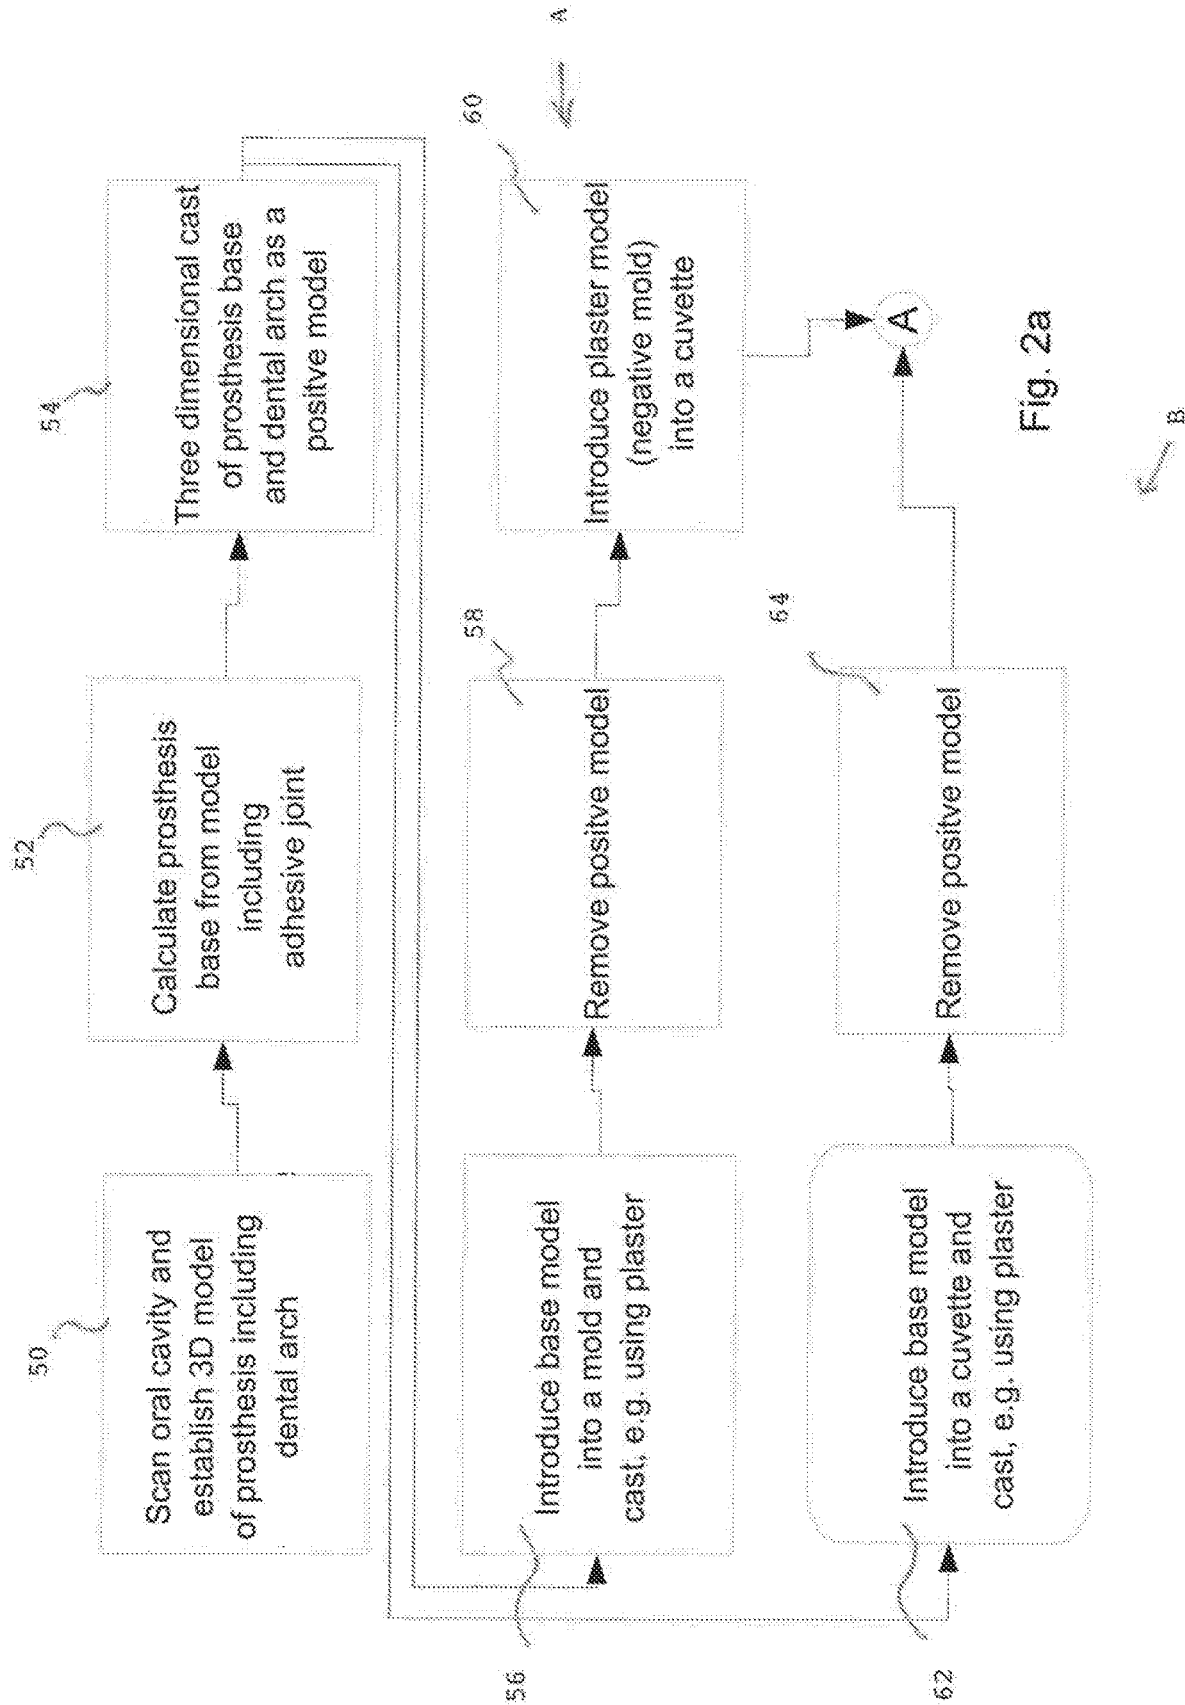 50
Scan oral cavity and
establish 3D model
of prosthesis including
dental arch
52
Calculate prosthesis
base from model
including
adhesive joint
54
Three dimensional cast
of prosthesis base
and dental arch as a
positve model
56
Introduce base model
into a mold and
cast, e.g. using plaster
58
Remove positve model
60
Introduce plaster model
(negative mold)
into a cuvette
A
62
Introduce base model
into a cuvette and
cast, e.g. using plaster
64
Remove positive model
A
Fig. 2a
B